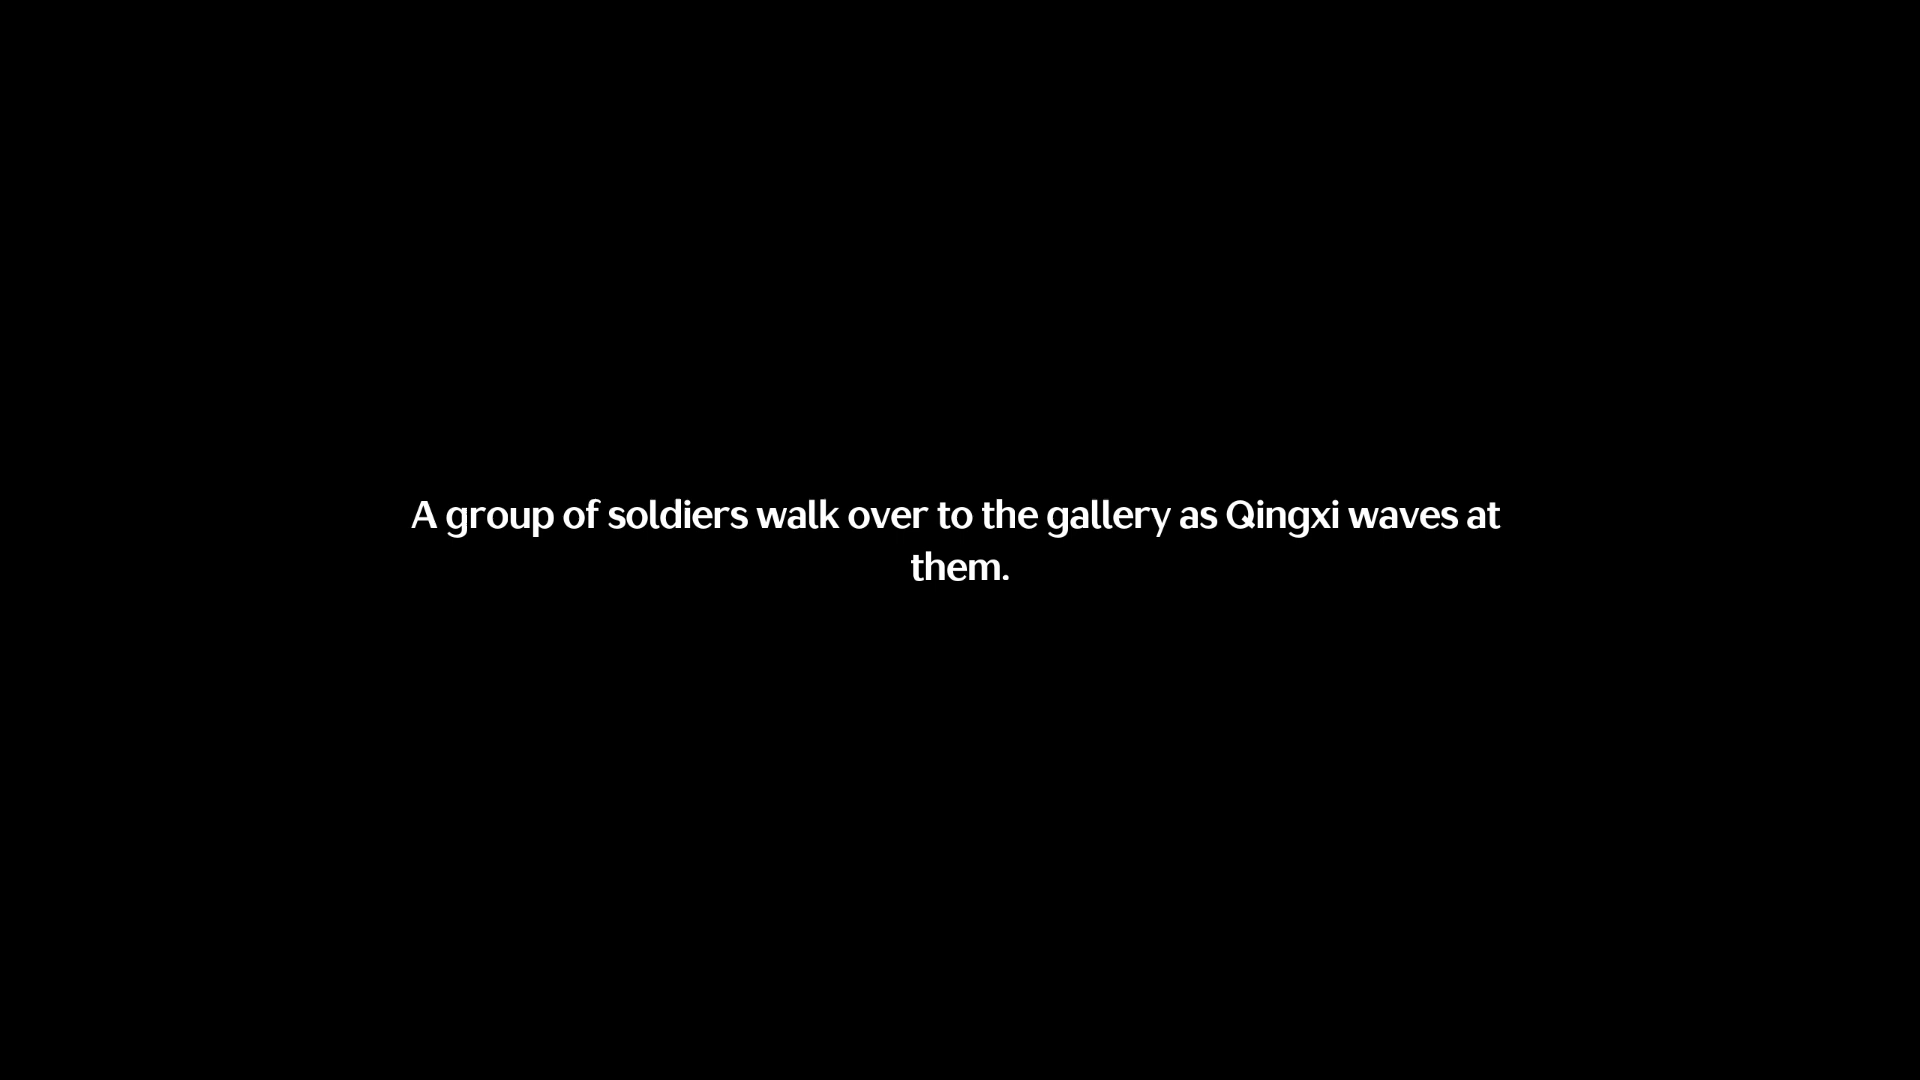 A group of soldiers walk over to the gallery as Qingxi waves at
them.